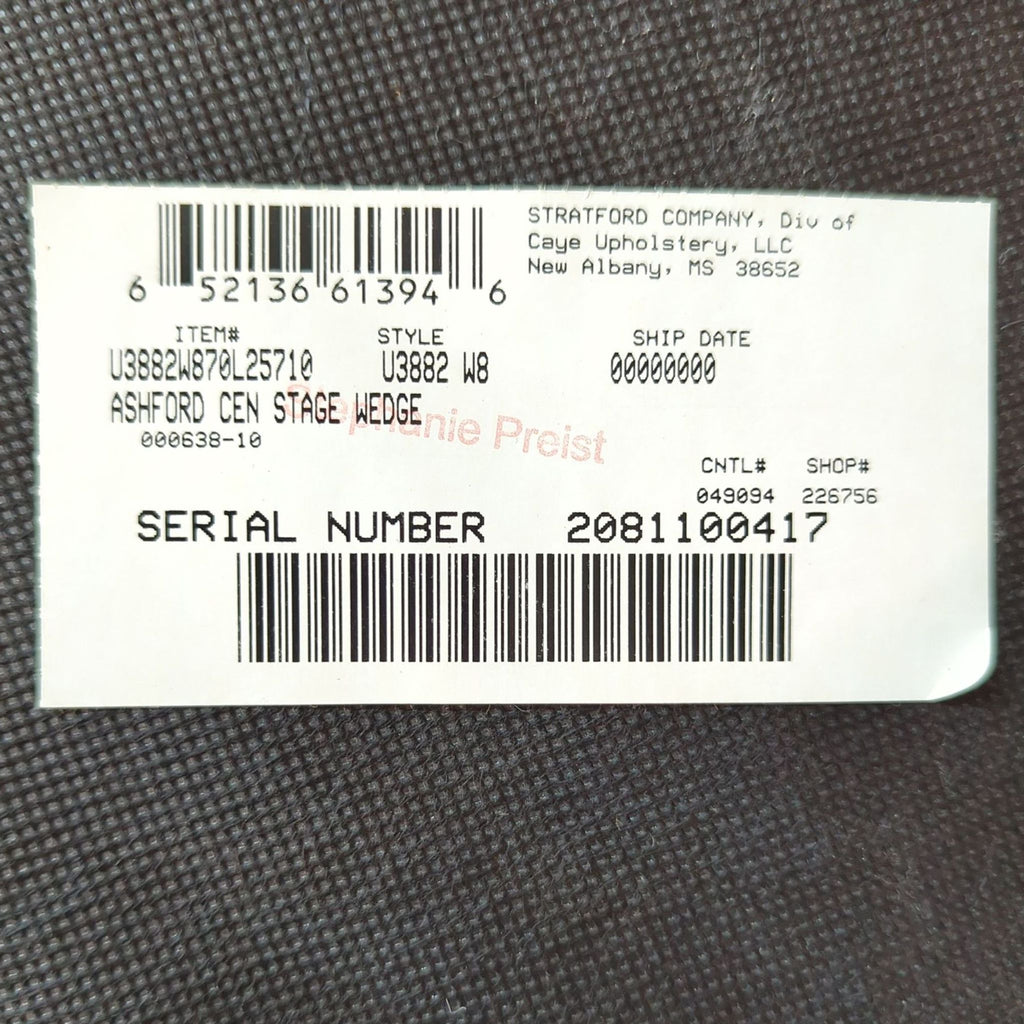 STRATFORD COMPANY, Div of
Caye Upholstery, LLC
New Albany, MS 38652
6 52136 61394 6
ITEM# STYLE SHIP DATE
U3882W870L25710 U3882 W8 00000000
ASHFORD CEN STAGE WEDGE
Stephanie Preist
000638-10
CNTL# SHOP#
049094 226756
SERIAL NUMBER 2081100417